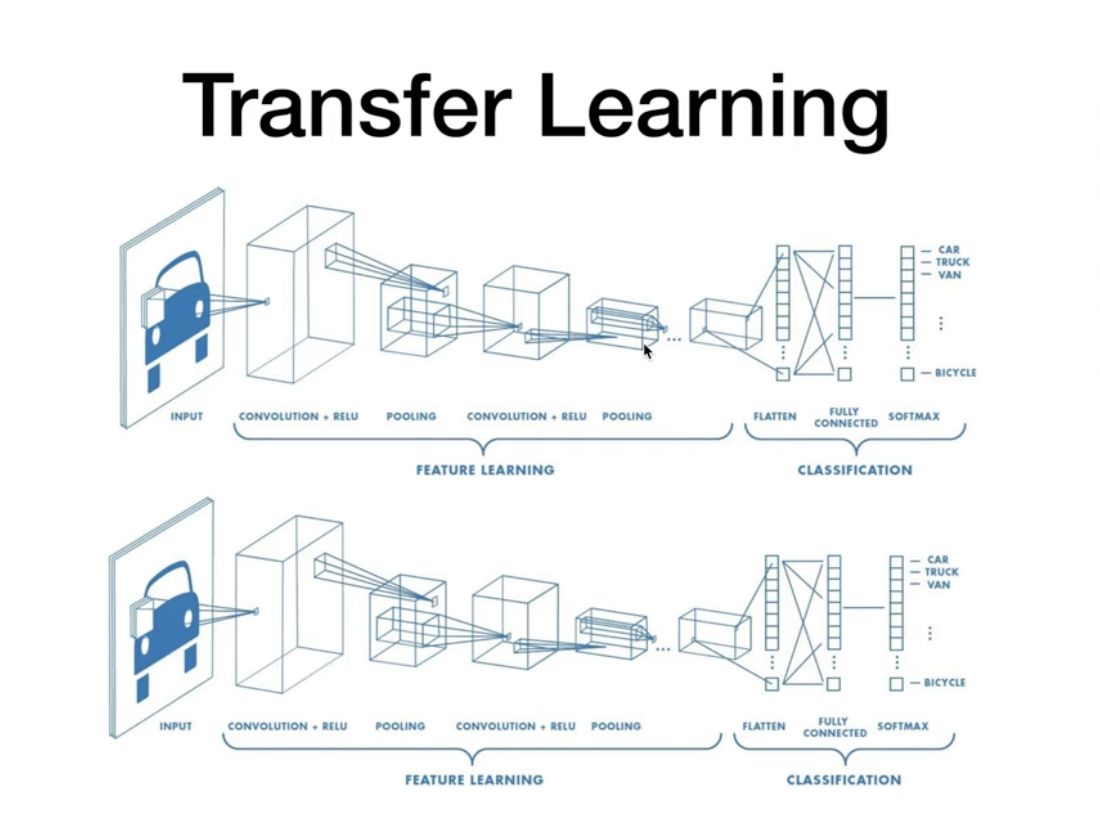 Transfer Learning
CAR
TRUCK
VAN
BICYCLE
INPUT CONVOLUTION + RELU POOLING CONVOLUTION + RELU POOLING FLATTEN FULLY CONNECTED SOFTMAX
FEATURE LEARNING CLASSIFICATION
CAR
TRUCK
VAN
BICYCLE
INPUT CONVOLUTION + RELU POOLING CONVOLUTION + RELU POOLING FLATTEN FULLY CONNECTED SOFTMAX
FEATURE LEARNING CLASSIFICATION